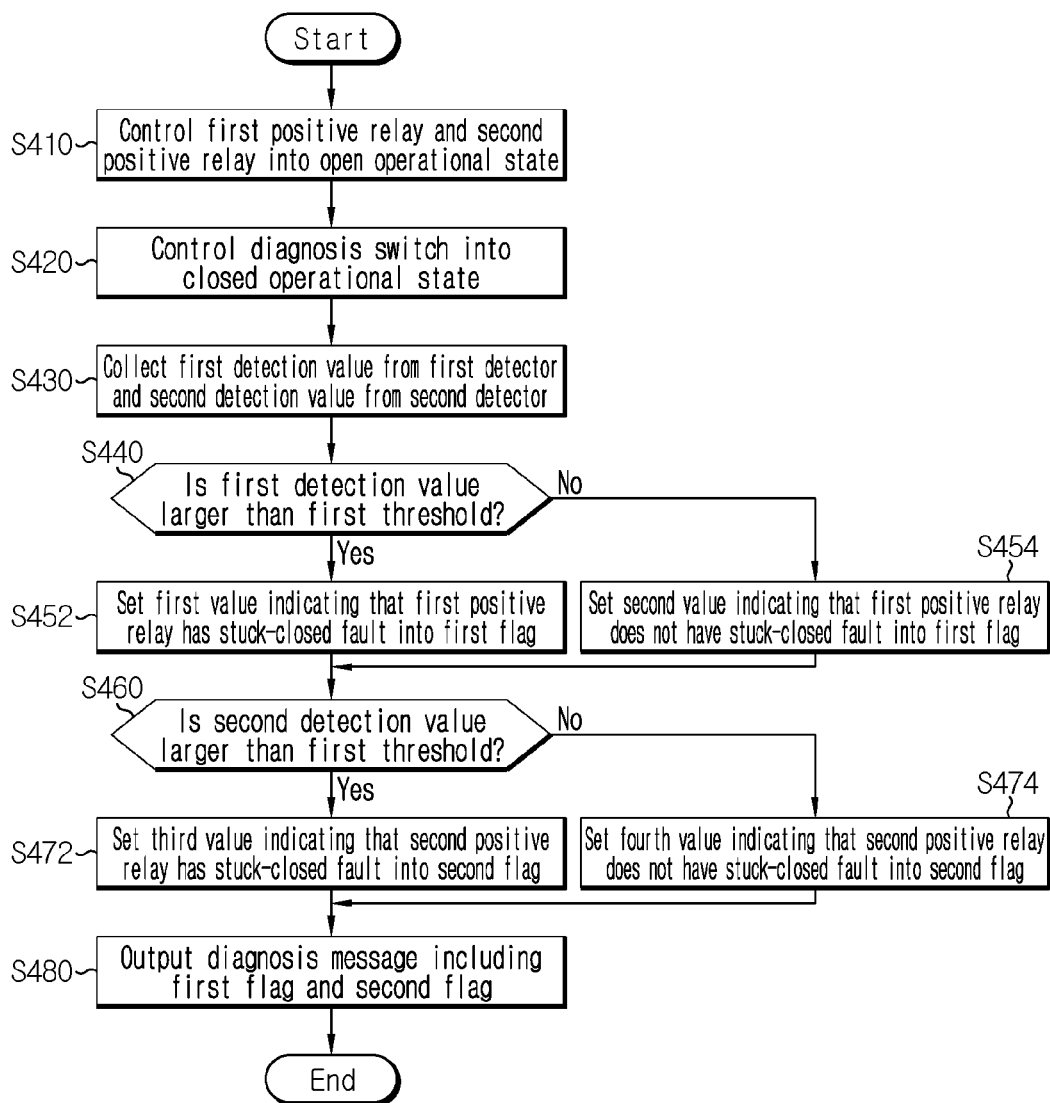 Start
S410
Control first positive relay and second
positive relay into open operational state
S420
Control diagnosis switch into
closed operational state
S430
Collect first detection value from first detector
and second detection value from second detector
S440
Is first detection value
larger than first threshold?
No
Yes
S452
Set first value indicating that first positive
relay has stuck-closed fault into first flag
S454
Set second value indicating that first positive relay
does not have stuck-closed fault into first flag
S460
Is second detection value
larger than first threshold?
No
Yes
S472
Set third value indicating that second positive
relay has stuck-closed fault into second flag
S474
Set fourth value indicating that second positive relay
does not have stuck-closed fault into second flag
S480
Output diagnosis message including
first flag and second flag
End